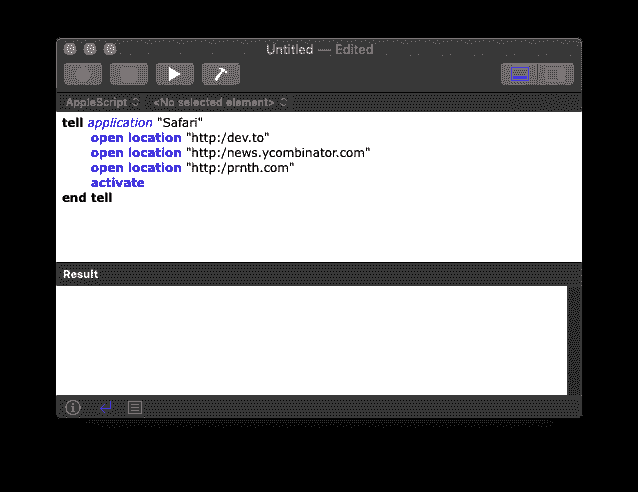 Untitled — Edited
AppleScript <No selected element>
tell application "Safari"
open location "http:/dev.to"
open location "http:/news.ycombinator.com"
open location "http:/prnth.com"
activate
end tell
Result